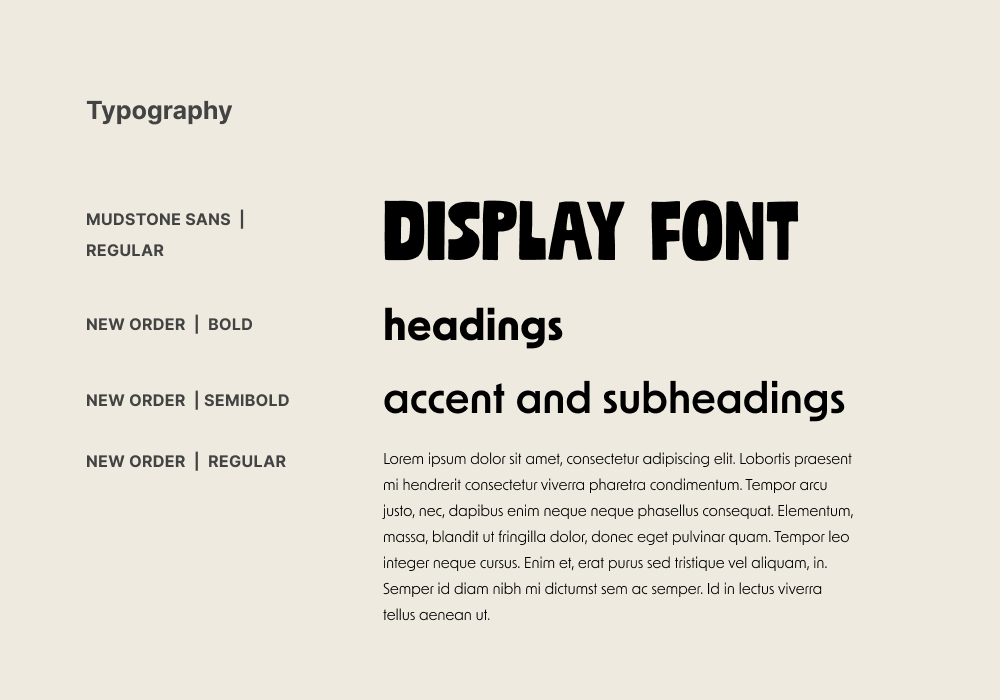 Typography
MUDSTONE SANS |
REGULAR
DISPLAY FONT
NEW ORDER | BOLD
headings
NEW ORDER | SEMIBOLD
accent and subheadings
NEW ORDER | REGULAR
Lorem ipsum dolor sit amet, consectetur adipiscing elit. Lobortis praesent
mi hendrerit consectetur viverra pharetra condimentum. Tempor arcu
justo, nec, dapibus enim neque neque phasellus consequat. Elementum,
massa, blandit ut fringilla dolor, donec eget pulvinar quam. Tempor leo
integer neque cursus. Enim et, erat purus sed tristique vel aliquam, in.
Semper id diam nibh mi dictumst sem ac semper. Id in lectus viverra
tellus aenean ut.